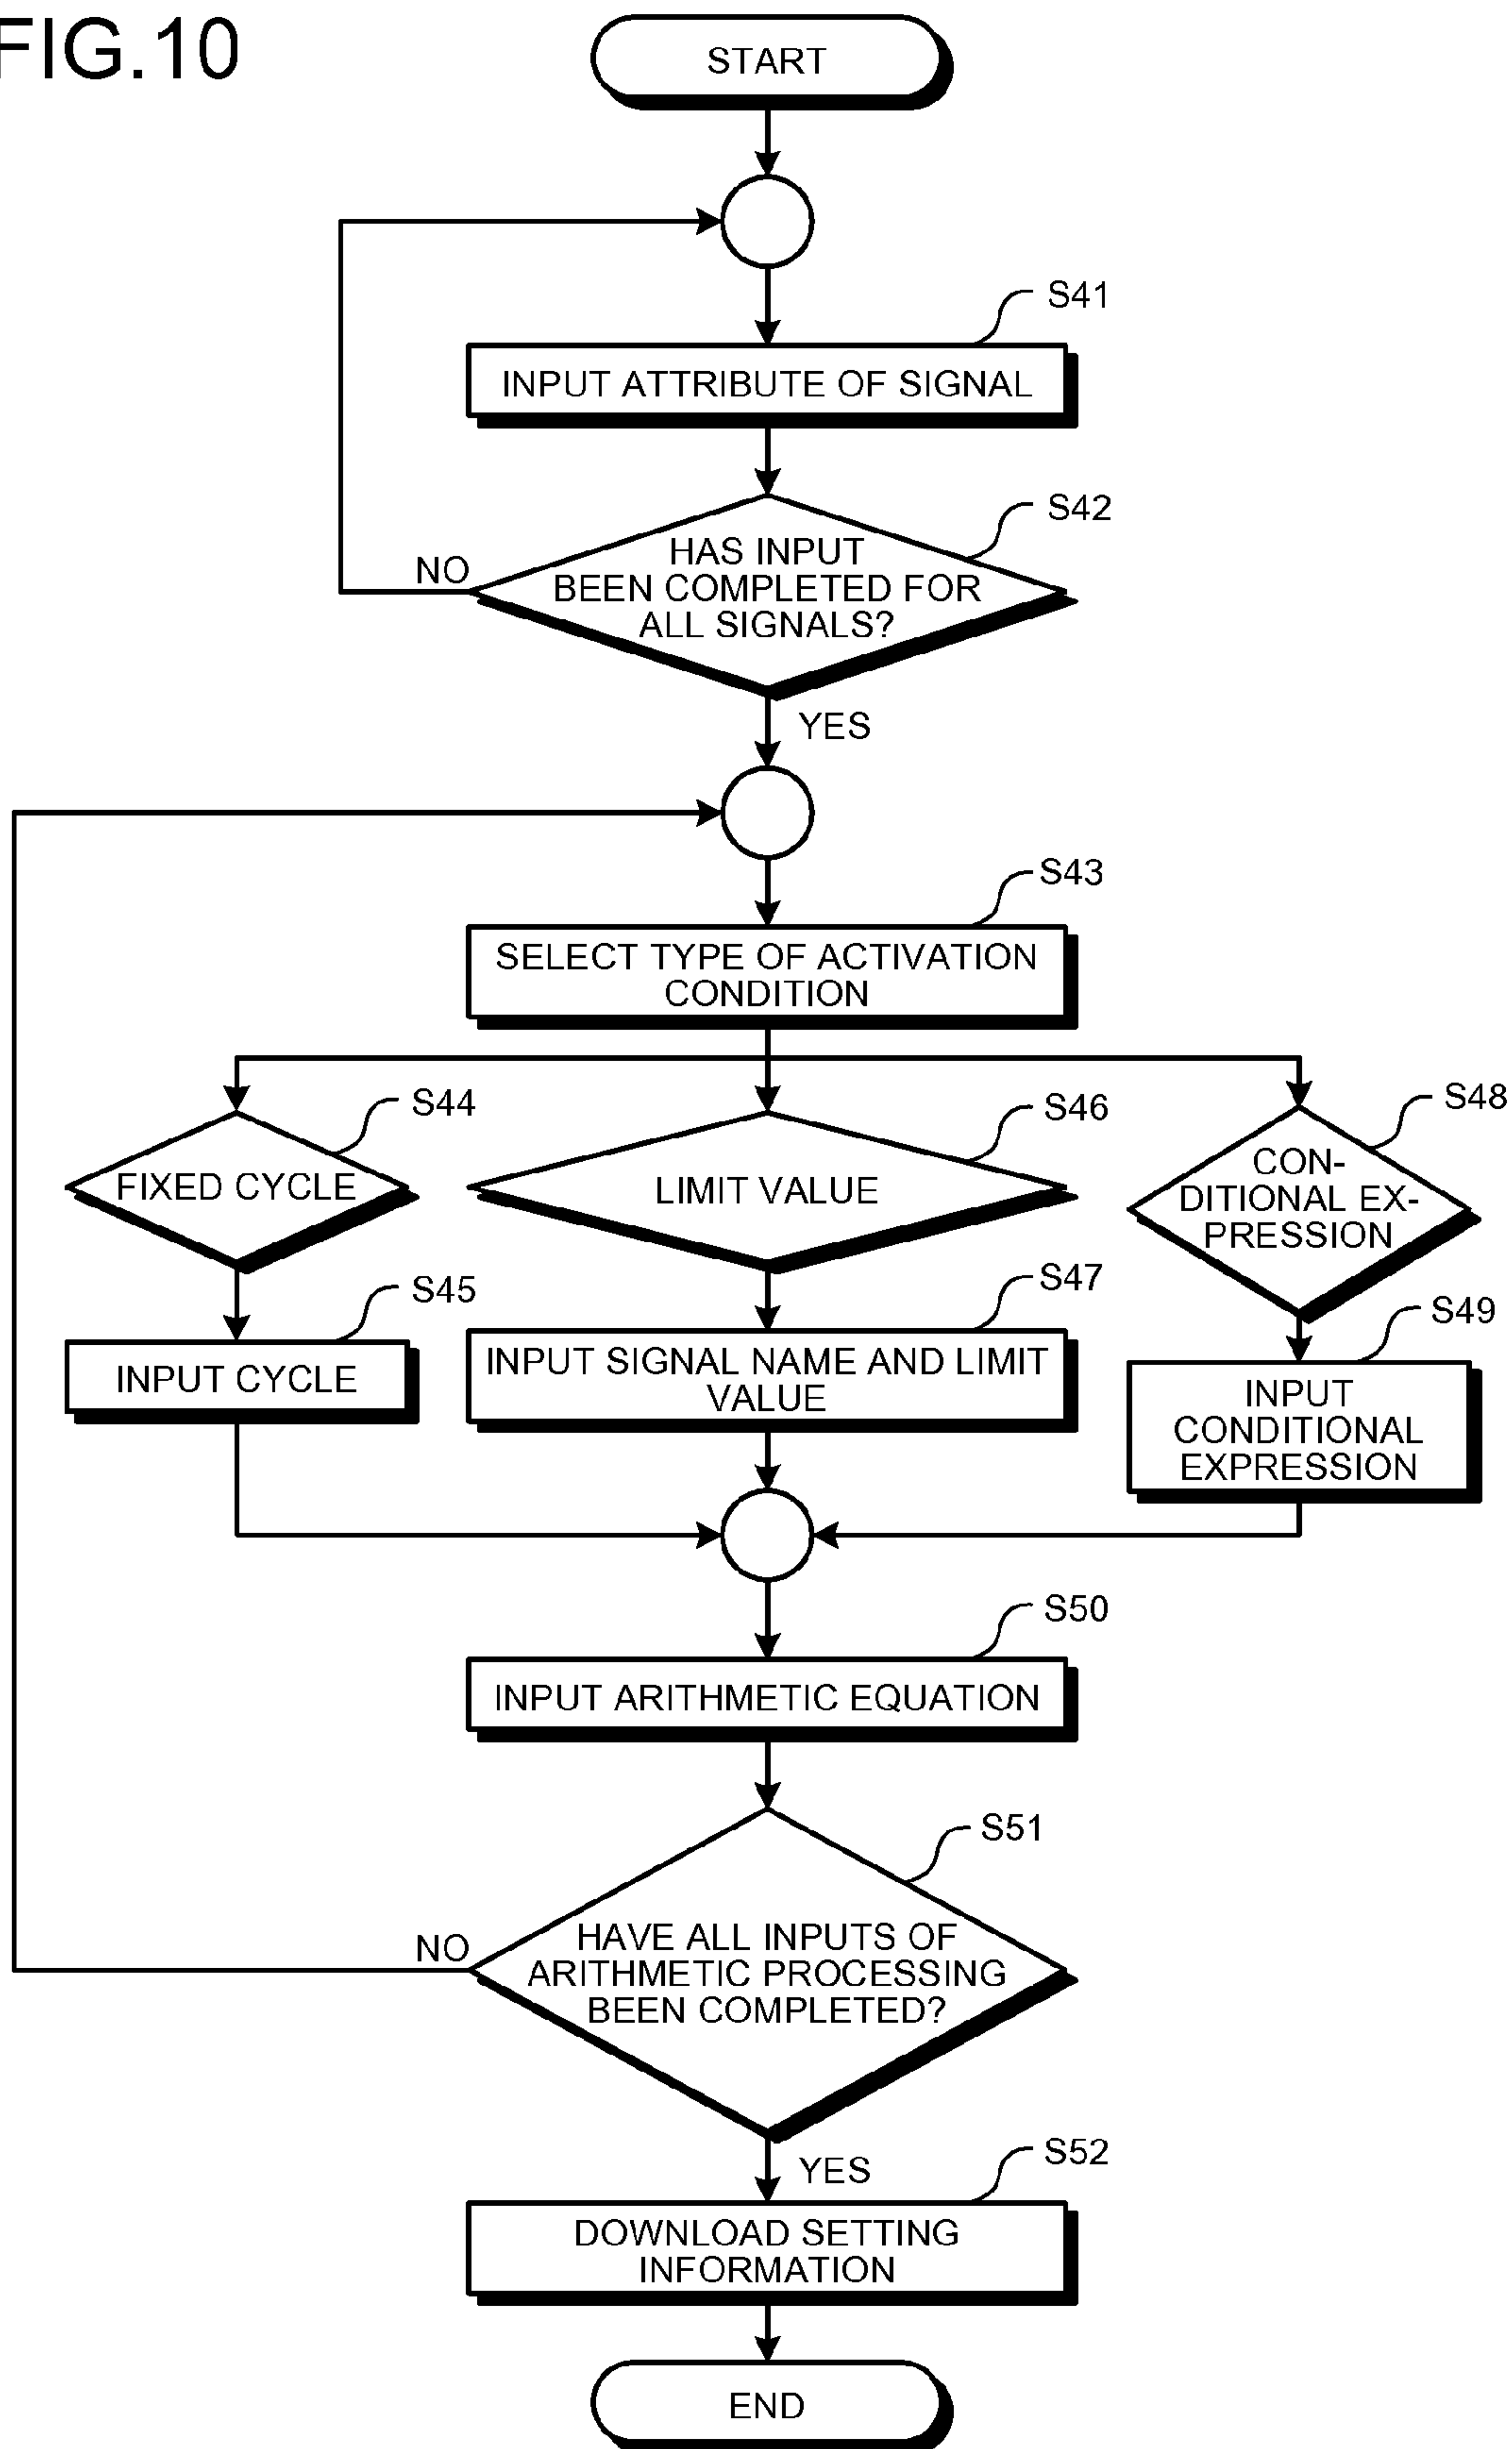 FIG.10
START
S41
INPUT ATTRIBUTE OF SIGNAL
S42
HAS INPUT
BEEN COMPLETED FOR
ALL SIGNALS?
NO
YES
S43
SELECT TYPE OF ACTIVATION
CONDITION
S44
FIXED CYCLE
S45
INPUT CYCLE
S46
LIMIT VALUE
S47
INPUT SIGNAL NAME AND LIMIT
VALUE
S48
CON-
DITIONAL EX-
PRESSION
S49
INPUT
CONDITIONAL
EXPRESSION
S50
INPUT ARITHMETIC EQUATION
S51
HAVE ALL INPUTS OF
ARITHMETIC PROCESSING
BEEN COMPLETED?
NO
YES
S52
DOWNLOAD SETTING
INFORMATION
END